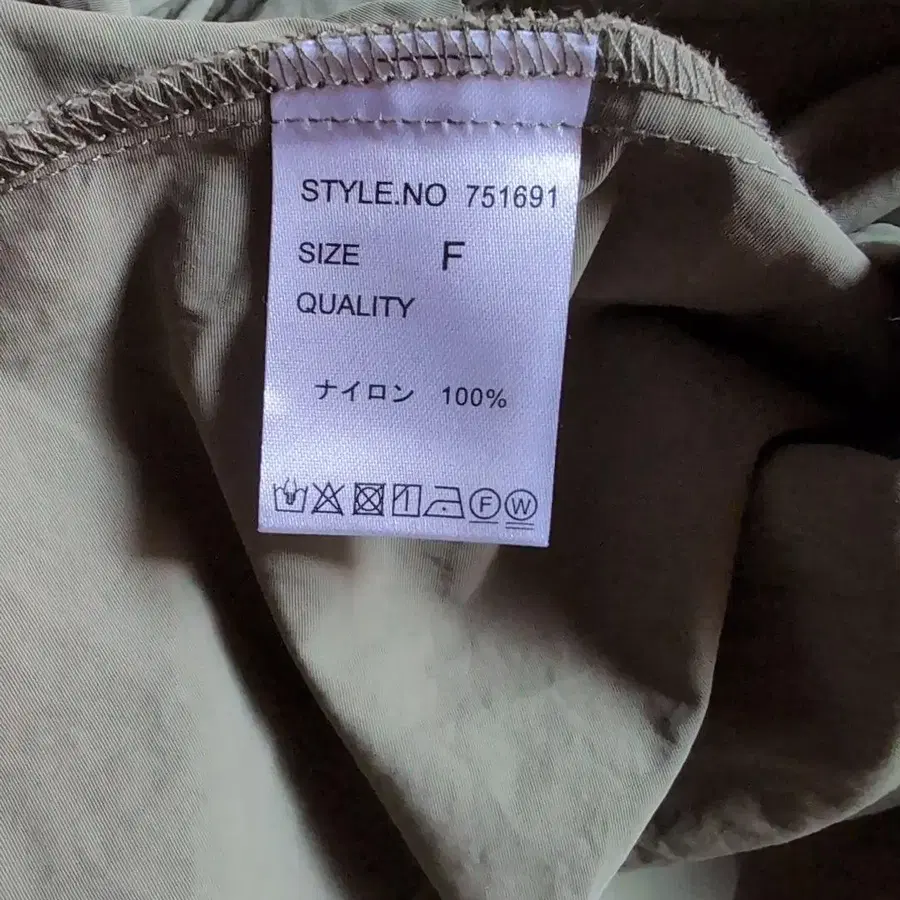 STYLE.NO 751691
SIZE F
QUALITY
ナイロン 100%
F W